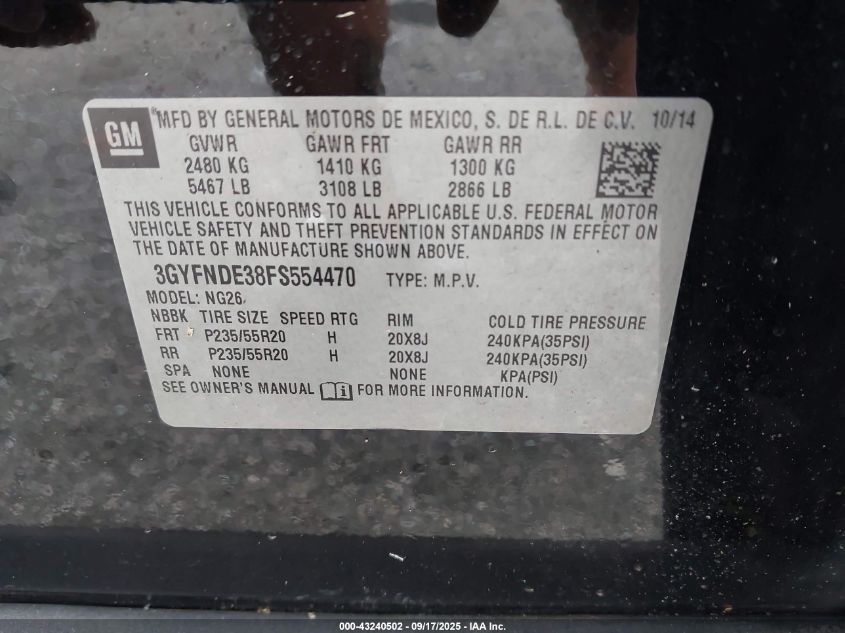 GM
MFD BY GENERAL MOTORS DE MEXICO, S. DE R.L. DE C.V. 10/14
GVWR GAWR FRT GAWR RR
2480 KG 1410 KG 1300 KG
5467 LB 3108 LB 2866 LB
THIS VEHICLE CONFORMS TO ALL APPLICABLE U.S. FEDERAL MOTOR
VEHICLE SAFETY AND THEFT PREVENTION STANDARDS IN EFFECT ON
THE DATE OF MANUFACTURE SHOWN ABOVE.
3GYFNDE38FS554470 TYPE: M.P.V.
MODEL: NG26
NBBK TIRE SIZE SPEED RTG RIM COLD TIRE PRESSURE
FRT P235/55R20 H 20X8J 240KPA(35PSI)
RR P235/55R20 H 20X8J 240KPA(35PSI)
SPA NONE NONE KPA(PSI)
SEE OWNER'S MANUAL FOR MORE INFORMATION.
000-43240502 - 09/17/2025 - IAA Inc.